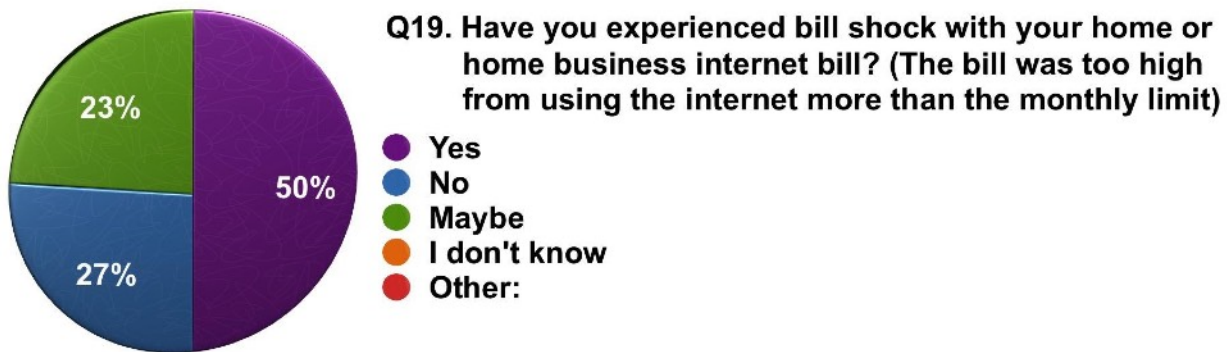 Q19. Have you experienced bill shock with your home or
home business internet bill? (The bill was too high
from using the internet more than the monthly limit)
23%
50%
27%
Yes
No
Maybe
I don't know
Other: